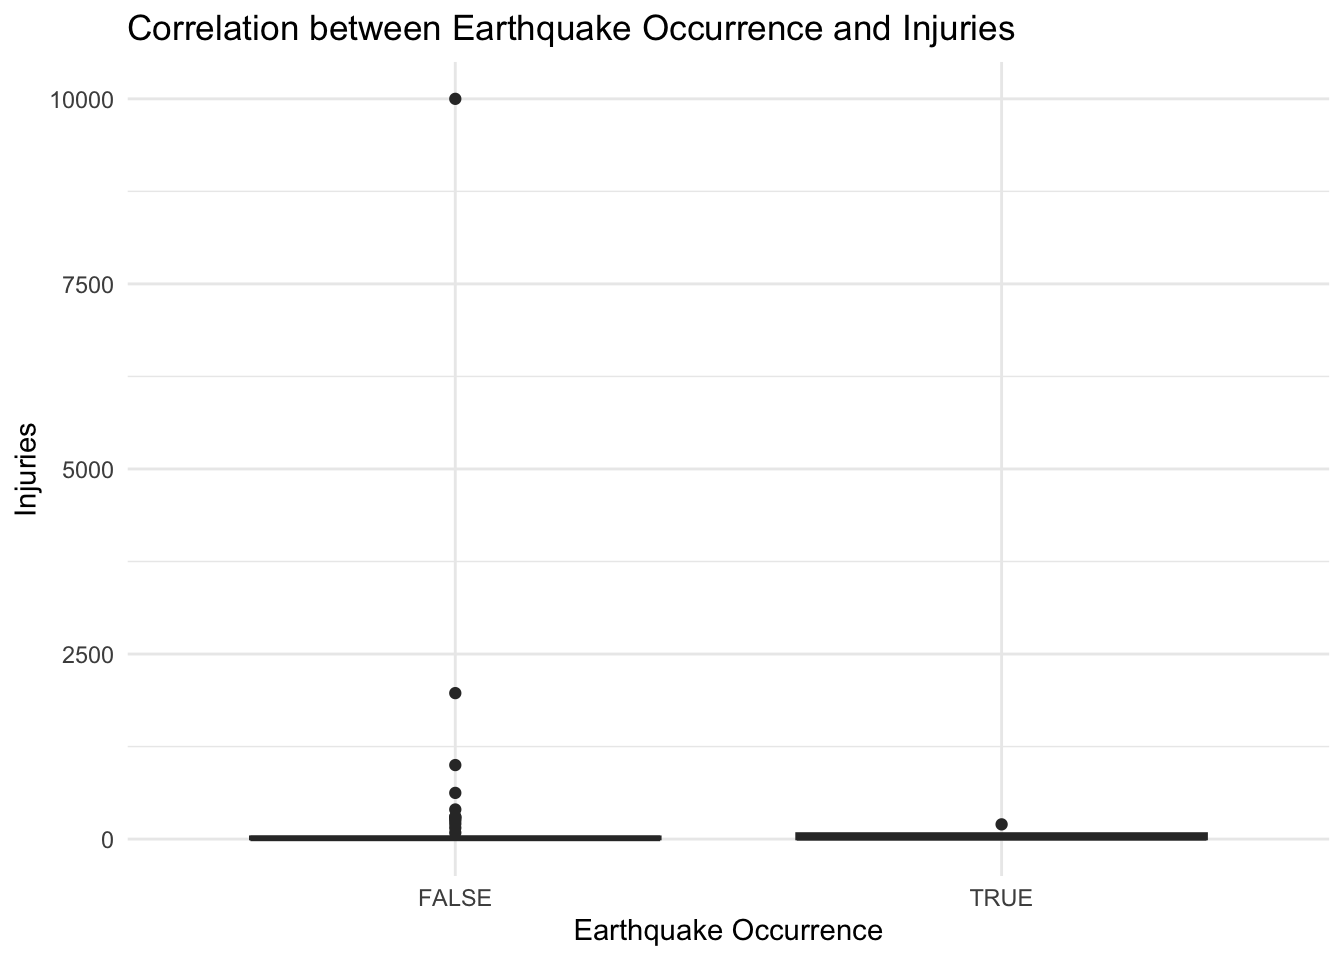 Correlation between Earthquake Occurrence and Injuries
10000
7500
5000
2500
0
Injuries
FALSE
TRUE
Earthquake Occurrence